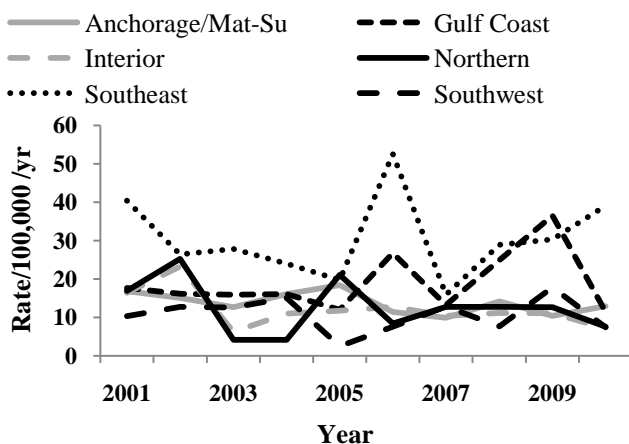 Anchorage/Mat-Su Gulf Coast
Interior Northern
Southeast Southwest
60
50
40
30
20
10
0
Rate/100,000 /yr
2001 2003 2005 2007 2009
Year